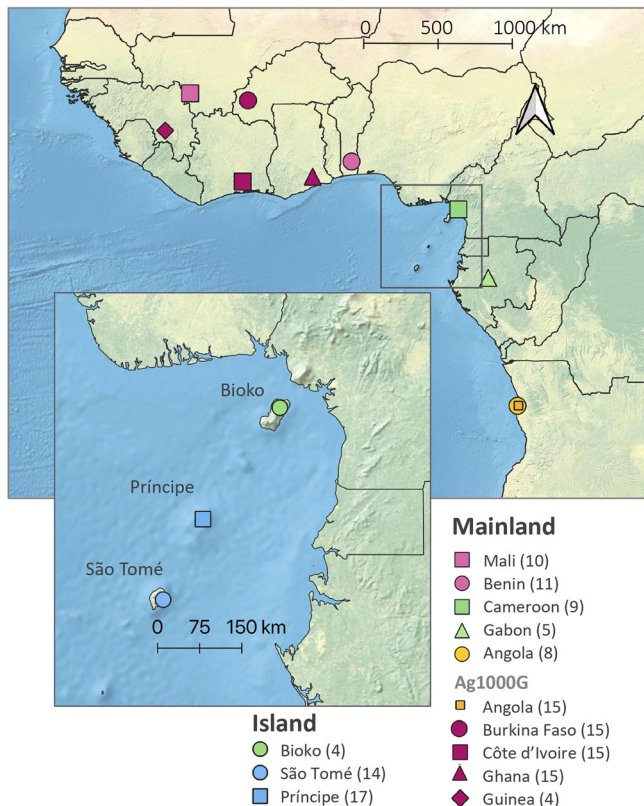 0 500 1000 km
Bioko
Príncipe
São Tomé
0 75 150 km
Mainland
Mali (10)
Benin (11)
Cameroon (9)
Gabon (5)
Angola (8)
Ag1000G
Angola (15)
Burkina Faso (15)
Côte d’Ivoire (15)
Ghana (15)
Guinea (4)
Island
Bioko (4)
São Tomé (14)
Príncipe (17)